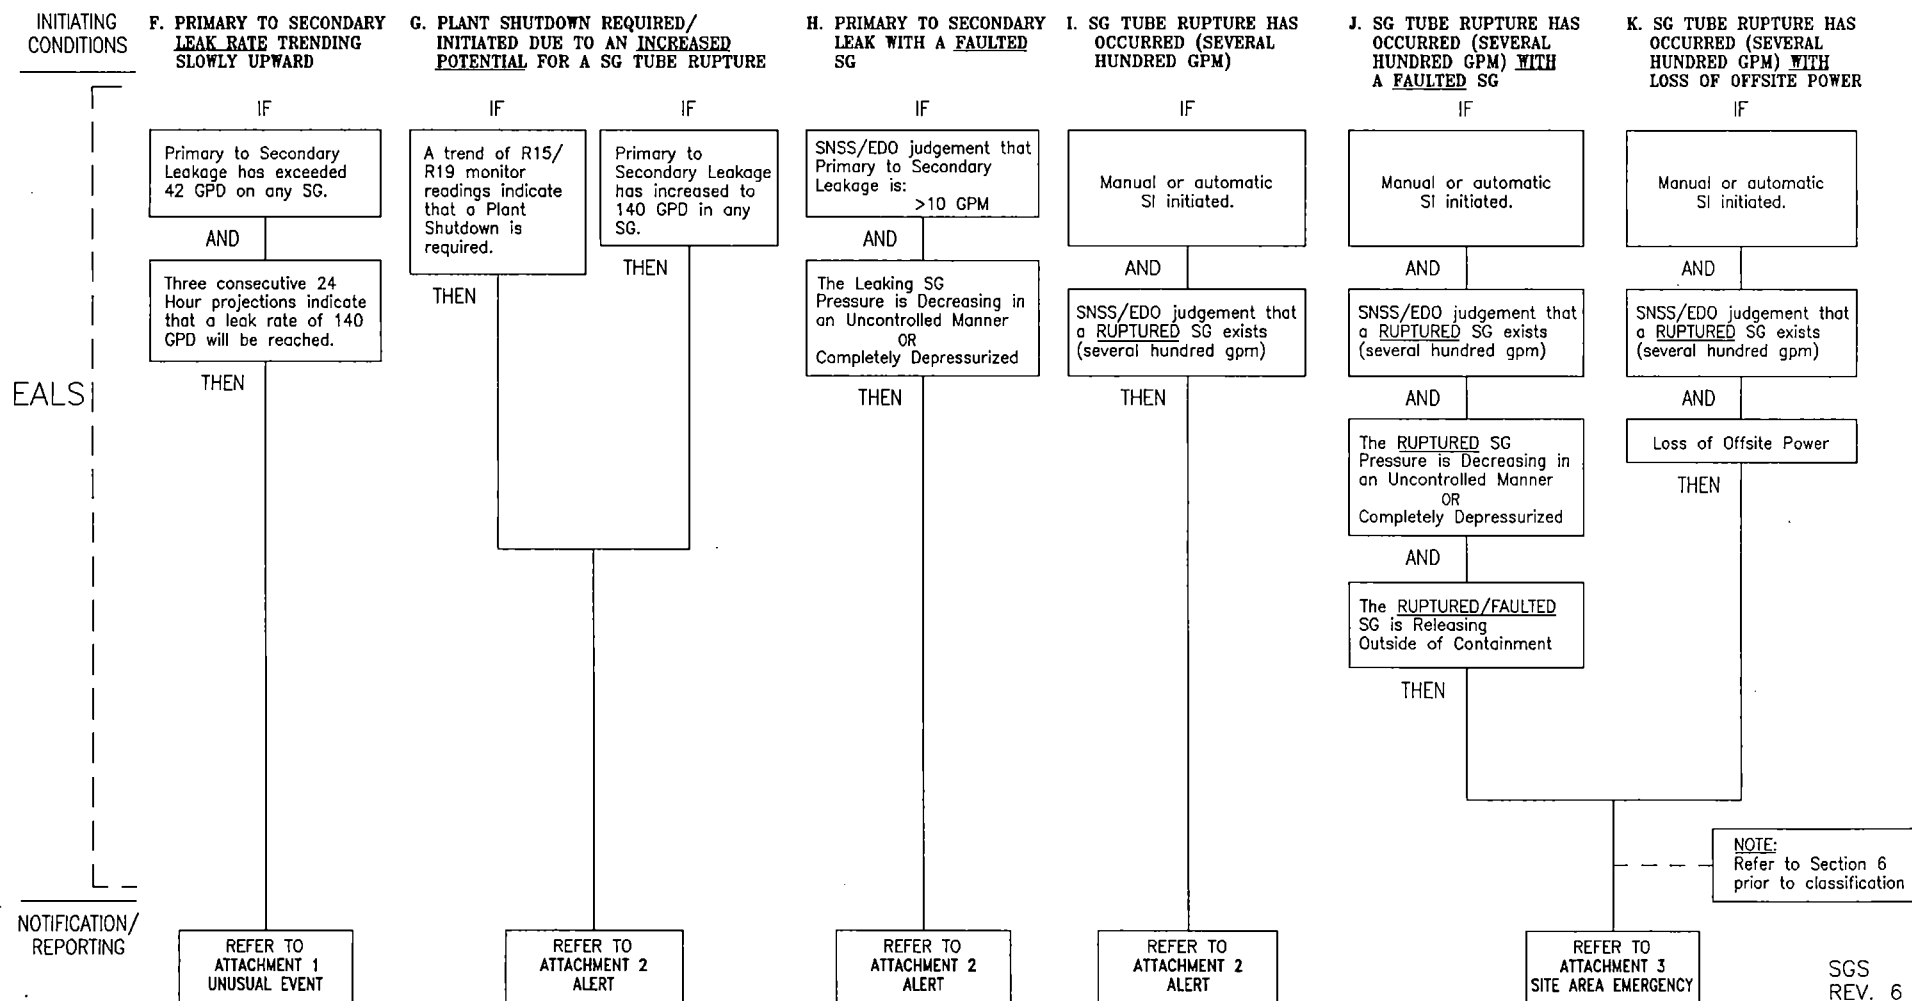 INITIATING
CONDITIONS
F. PRIMARY TO SECONDARY
LEAK RATE TRENDING
SLOWLY UPWARD
G. PLANT SHUTDOWN REQUIRED/
INITIATED DUE TO AN INCREASED
POTENTIAL FOR A SG TUBE RUPTURE
H. PRIMARY TO SECONDARY
LEAK WITH A FAULTED
SG
I. SG TUBE RUPTURE HAS
OCCURRED (SEVERAL
HUNDRED GPM)
J. SG TUBE RUPTURE HAS
OCCURRED (SEVERAL
HUNDRED GPM) WITH
A FAULTED SG
K. SG TUBE RUPTURE HAS
OCCURRED (SEVERAL
HUNDRED GPM) WITH
LOSS OF OFFSITE POWER
EALS
IF
Primary to Secondary
Leakage has exceeded
42 GPD on any SG.
AND
Three consecutive 24
Hour projections indicate
that a leak rate of 140
GPD will be reached.
THEN
IF
A trend of R15/
R19 monitor
readings indicate
that a Plant
Shutdown is
required.
THEN
IF
Primary to
Secondary Leakage
has increased to
140 GPD in any
SG.
THEN
IF
SNSS/EDO judgement that
Primary to Secondary
Leakage is:
>10 GPM
AND
The Leaking SG
Pressure is Decreasing in
an Uncontrolled Manner
OR
Completely Depressurized
THEN
IF
Manual or automatic
SI initiated.
AND
SNSS/EDO judgement that
a RUPTURED SG exists
(several hundred gpm)
THEN
IF
Manual or automatic
SI initiated.
AND
SNSS/EDO judgement that
a RUPTURED SG exists
(several hundred gpm)
AND
The RUPTURED SG
Pressure is Decreasing in
an Uncontrolled Manner
OR
Completely Depressurized
AND
The RUPTURED/FAULTED
SG is Releasing
Outside of Containment
THEN
IF
Manual or automatic
SI initiated.
AND
SNSS/EDO judgement that
a RUPTURED SG exists
(several hundred gpm)
AND
Loss of Offsite Power
THEN
NOTE:
Refer to Section 6
prior to classification
NOTIFICATION/
REPORTING
REFER TO
ATTACHMENT 1
UNUSUAL EVENT
REFER TO
ATTACHMENT 2
ALERT
REFER TO
ATTACHMENT 2
ALERT
REFER TO
ATTACHMENT 2
ALERT
REFER TO
ATTACHMENT 3
SITE AREA EMERGENCY
SGS
REV. 6